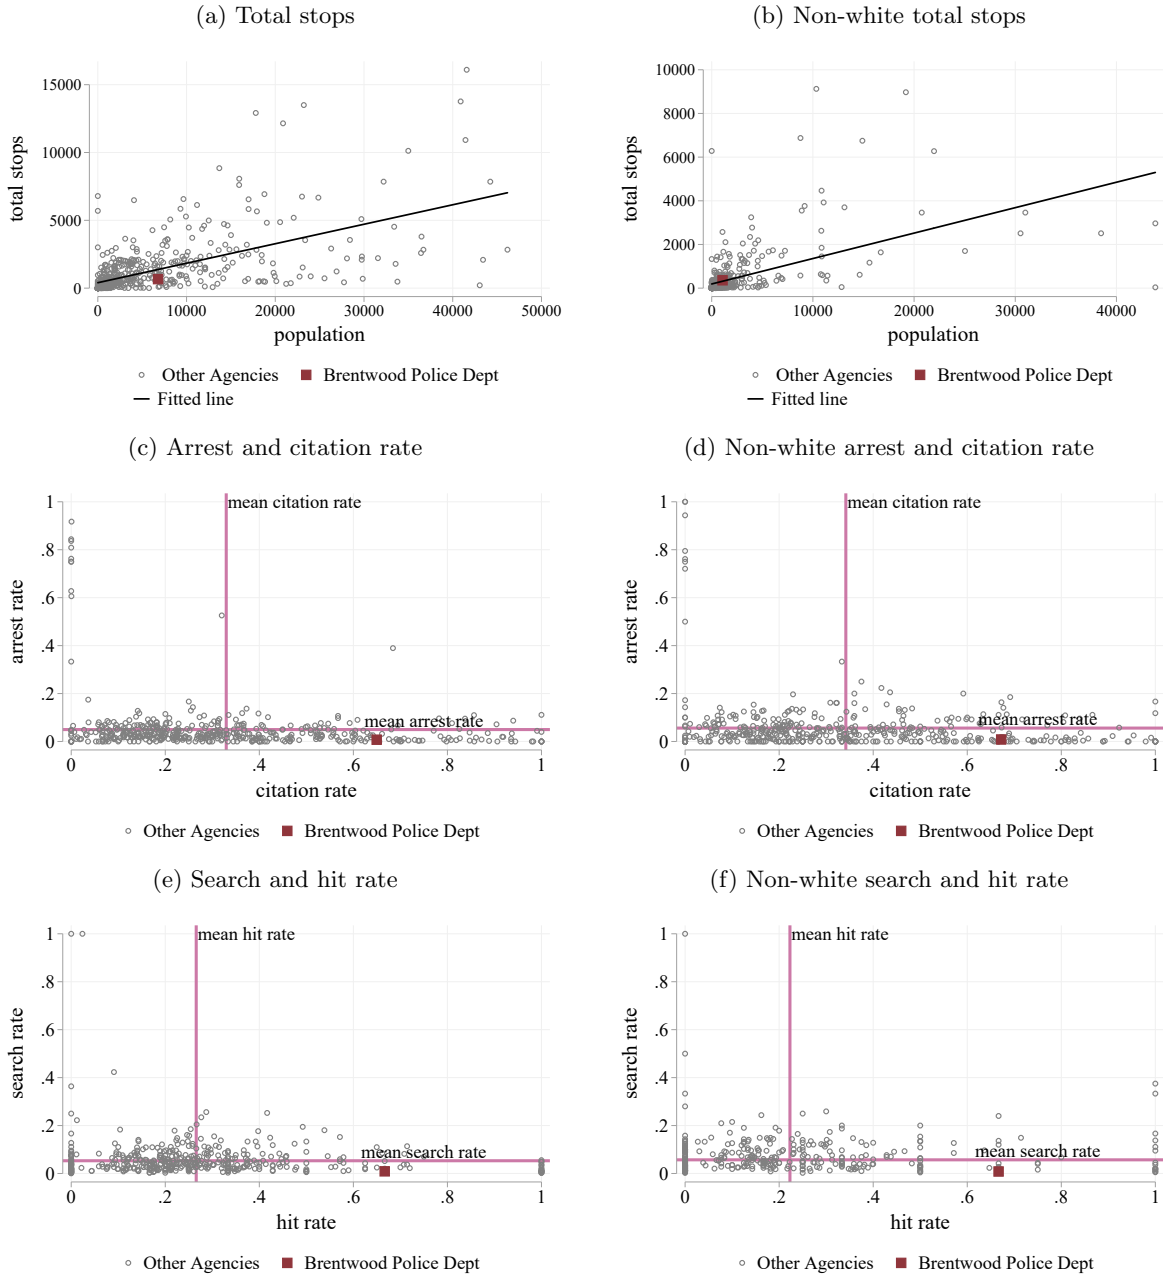 (a) Total stops
(b) Non-white total stops
total stops
15000
10000
5000
0
0
10000
20000
30000
40000
50000
population
Other Agencies
Brentwood Police Dept
Fitted line
total stops
10000
8000
6000
4000
2000
0
0
10000
20000
30000
40000
population
Other Agencies
Brentwood Police Dept
Fitted line
(c) Arrest and citation rate
(d) Non-white arrest and citation rate
arrest rate
1
.8
.6
.4
.2
0
mean citation rate
mean arrest rate
0
.2
.4
.6
.8
1
citation rate
Other Agencies
Brentwood Police Dept
arrest rate
1
.8
.6
.4
.2
0
mean citation rate
mean arrest rate
0
.2
.4
.6
.8
1
citation rate
Other Agencies
Brentwood Police Dept
(e) Search and hit rate
(f) Non-white search and hit rate
search rate
1
.8
.6
.4
.2
0
mean hit rate
mean search rate
0
.2
.4
.6
.8
1
hit rate
Other Agencies
Brentwood Police Dept
search rate
1
.8
.6
.4
.2
0
mean hit rate
mean search rate
0
.2
.4
.6
.8
1
hit rate
Other Agencies
Brentwood Police Dept